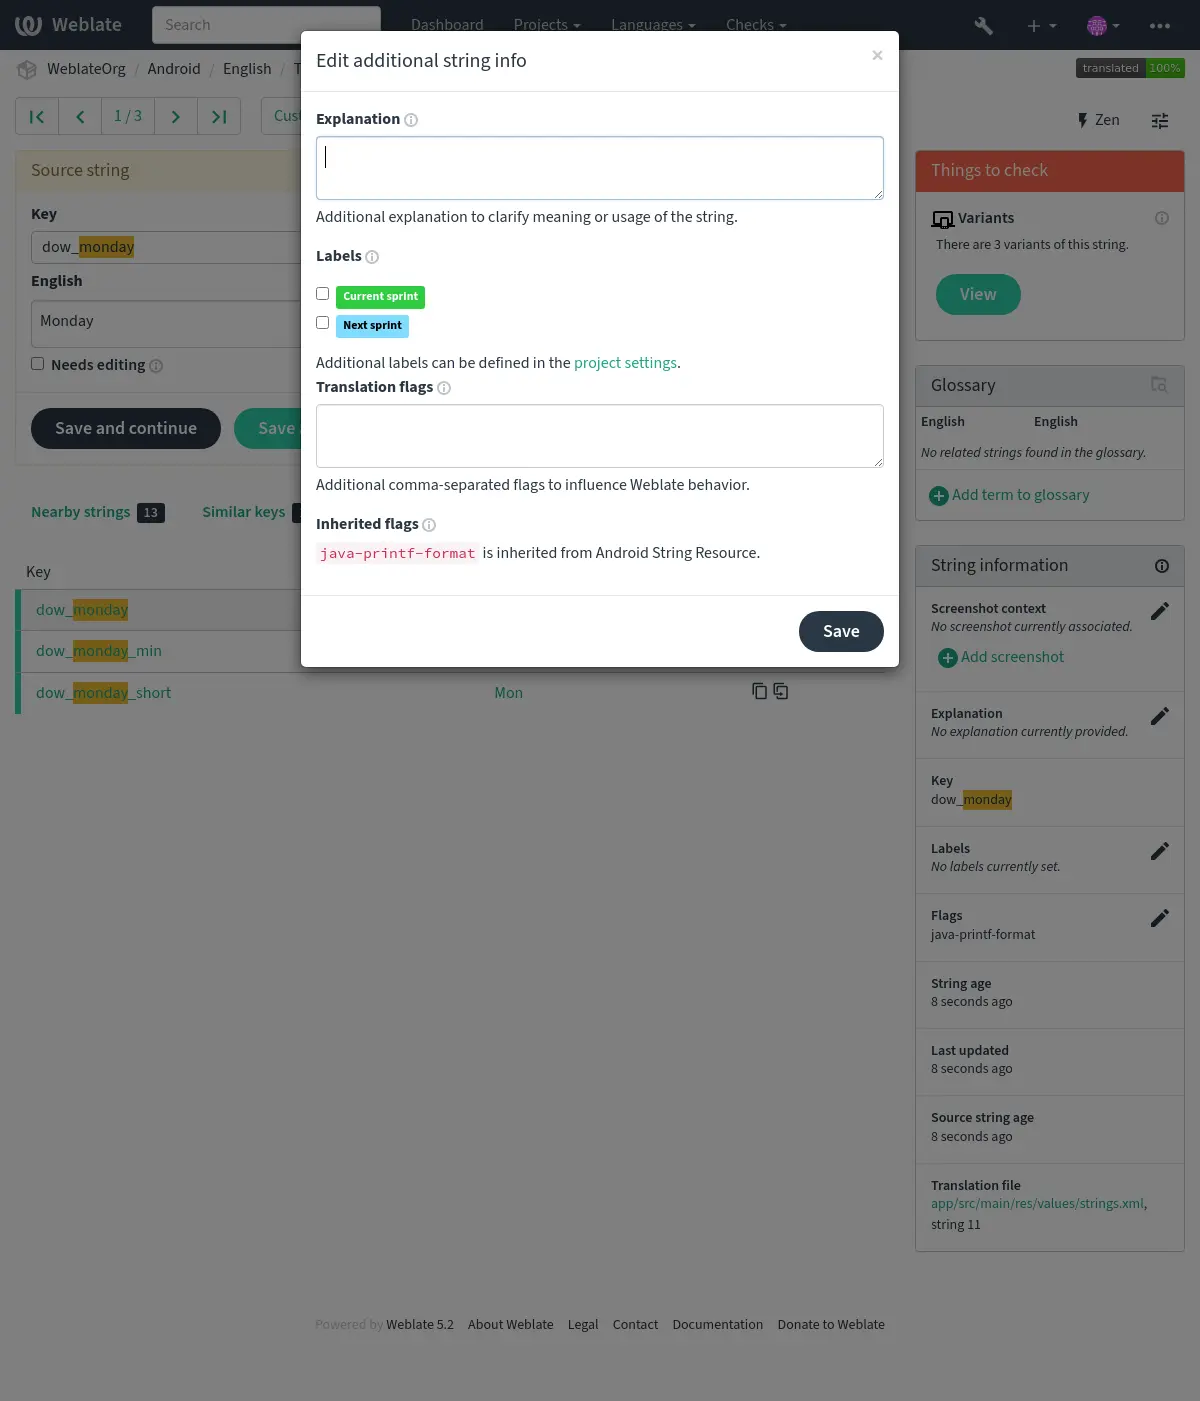 Weblate
Search
Dashboard Projects Languages Checks
WeblateOrg / Android / English / T
translated 100%
1 / 3
Cus
Zen
Edit additional string info
×
Explanation
Additional explanation to clarify meaning or usage of the string.
Labels
Current sprint
Next sprint
Additional labels can be defined in the project settings.
Translation flags
Additional comma-separated flags to influence Weblate behavior.
Inherited flags
java-printf-format is inherited from Android String Resource.
Save
Source string
Key
dow_monday
English
Monday
Needs editing
Save and continue
Save
Nearby strings 13
Similar keys
Key
dow_monday
dow_monday_min
dow_monday_short
Mon
Things to check
Variants
There are 3 variants of this string.
View
Glossary
English English
No related strings found in the glossary.
Add term to glossary
String information
Screenshot context
No screenshot currently associated.
Add screenshot
Explanation
No explanation currently provided.
Key
dow_monday
Labels
No labels currently set.
Flags
java-printf-format
String age
8 seconds ago
Last updated
8 seconds ago
Source string age
8 seconds ago
Translation file
app/src/main/res/values/strings.xml,
string 11
Powered by Weblate 5.2 About Weblate Legal Contact Documentation Donate to Weblate